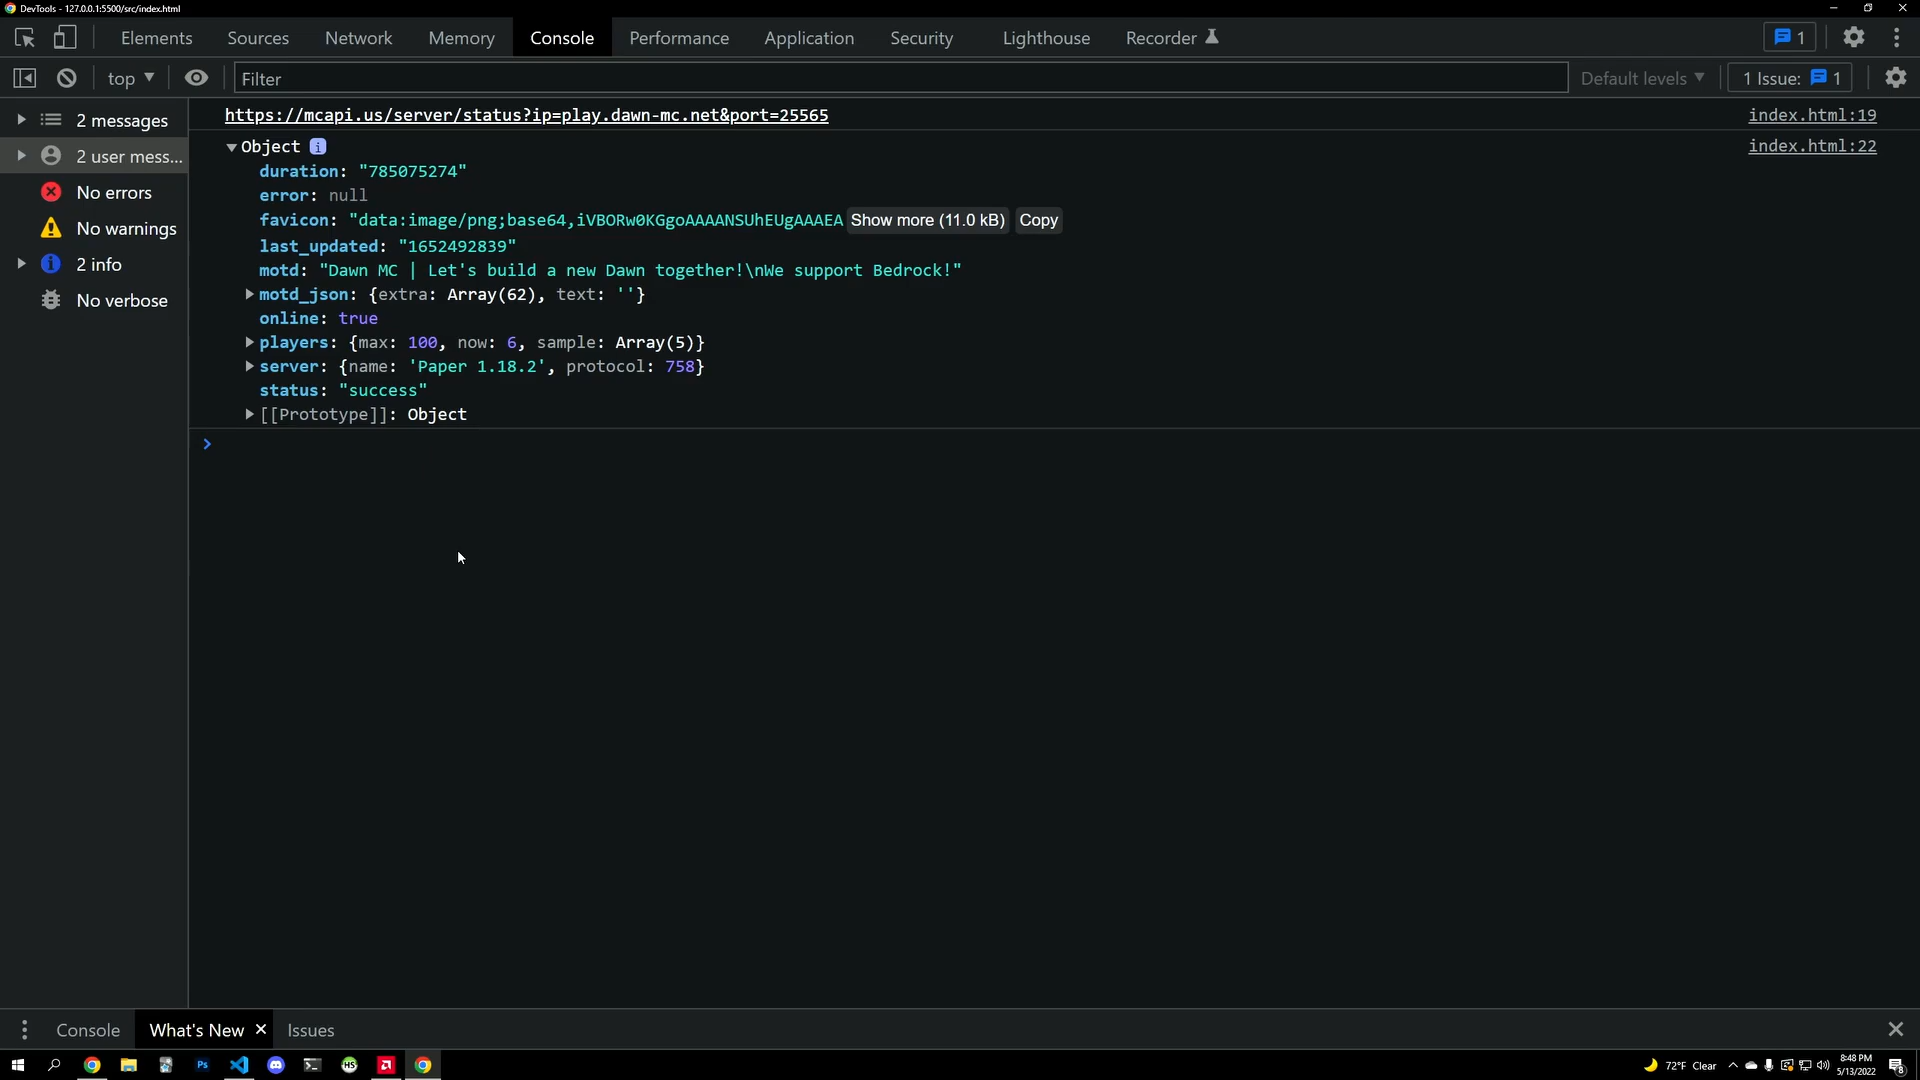 DevTools - 127.0.0.1:5500/src/index.html
Elements Sources Network Memory Console Performance Application Security Lighthouse Recorder 1
top Filter Default levels 1 Issue: 1
2 messages
2 user mess...
No errors
No warnings
2 info
No verbose
https://mcapi.us/server/status?ip=play.dawn-mc.net&port=25565 index.html:19
Object i index.html:22
duration: "785075274"
error: null
favicon: "data:image/png;base64,iVBORw0KGgoAAAANSUhEUgAAAEA Show more (11.0 kB) Copy
last_updated: "1652492839"
motd: "Dawn MC | Let's build a new Dawn together!\nWe support Bedrock!"
motd_json: {extra: Array(62), text: ''}
online: true
players: {max: 100, now: 6, sample: Array(5)}
server: {name: 'Paper 1.18.2', protocol: 758}
status: "success"
[[Prototype]]: Object
Console What's New Issues
Ps HS 72°F Clear 8:48 PM
5/13/2022 8